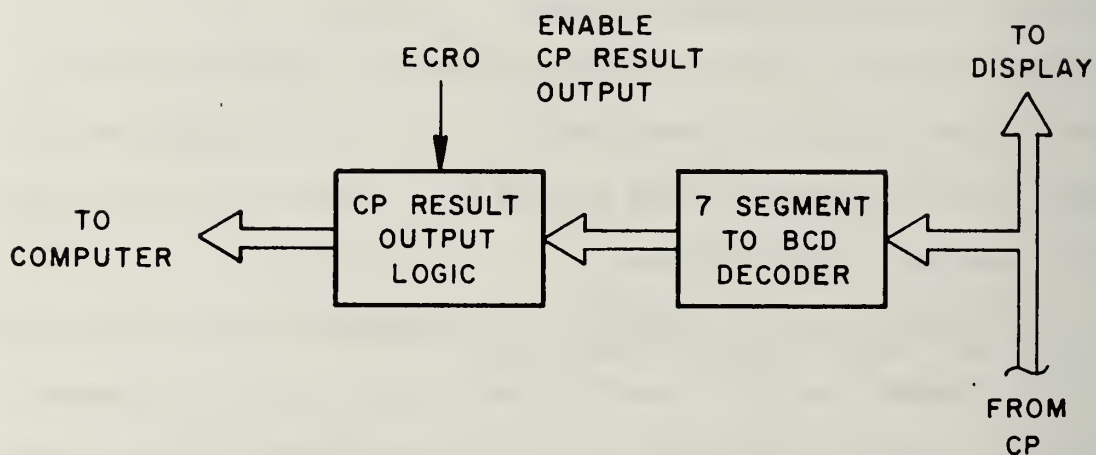 ECRO
ENABLE
CP RESULT
OUTPUT
TO
DISPLAY
TO
COMPUTER
CP RESULT
OUTPUT
LOGIC
7 SEGMENT
TO BCD
DECODER
FROM
CP